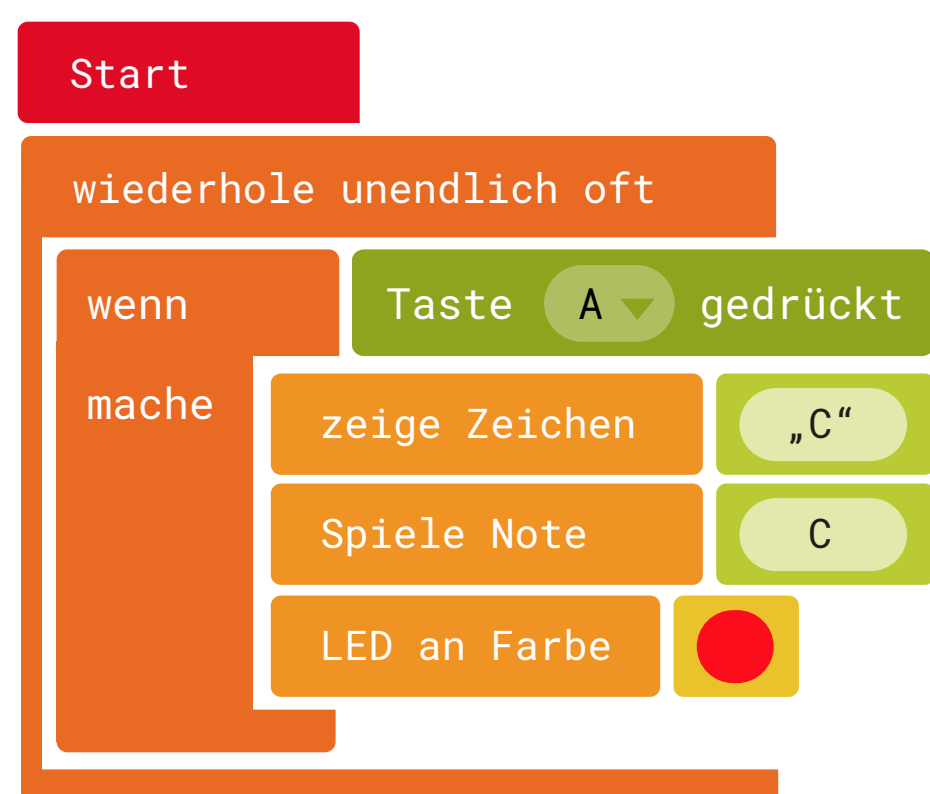 Start
wiederhole unendlich oft
wenn Taste A gedrückt
mache zeige Zeichen „C“
Spiele Note C
LED an Farbe